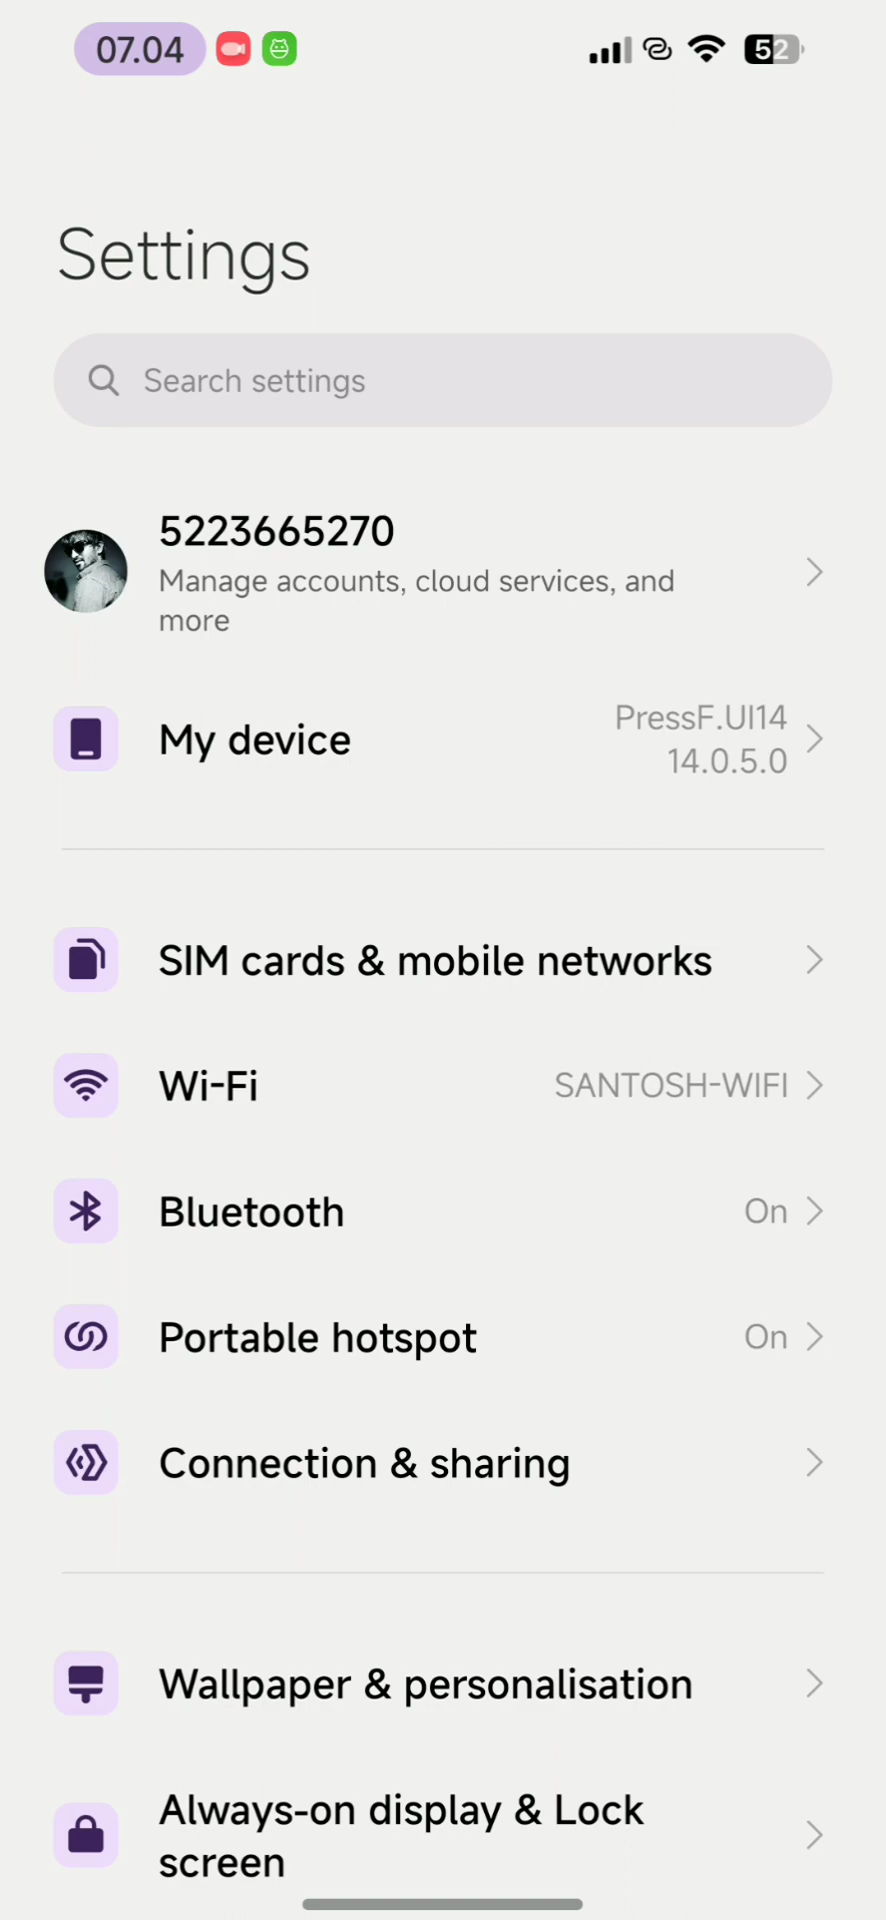 07.04
52
Settings
Search settings
5223665270
Manage accounts, cloud services, and
more
My device
PressF.UI14
14.0.5.0
SIM cards & mobile networks
Wi-Fi
SANTOSH-WIFI
Bluetooth
On
Portable hotspot
On
Connection & sharing
Wallpaper & personalisation
Always-on display & Lock
screen